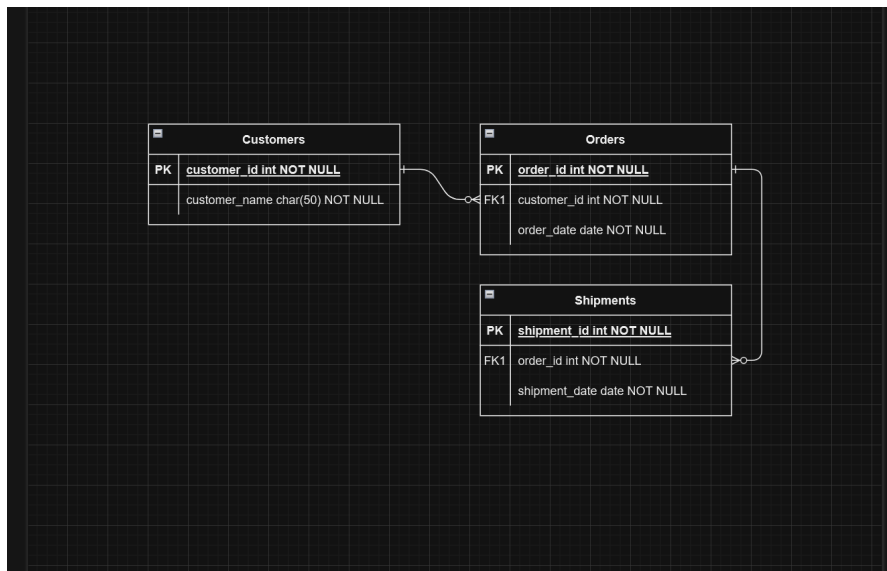 Customers
PK customer_id int NOT NULL
customer_name char(50) NOT NULL
Orders
PK order_id int NOT NULL
FK1 customer_id int NOT NULL
order_date date NOT NULL
Shipments
PK shipment_id int NOT NULL
FK1 order_id int NOT NULL
shipment_date date NOT NULL